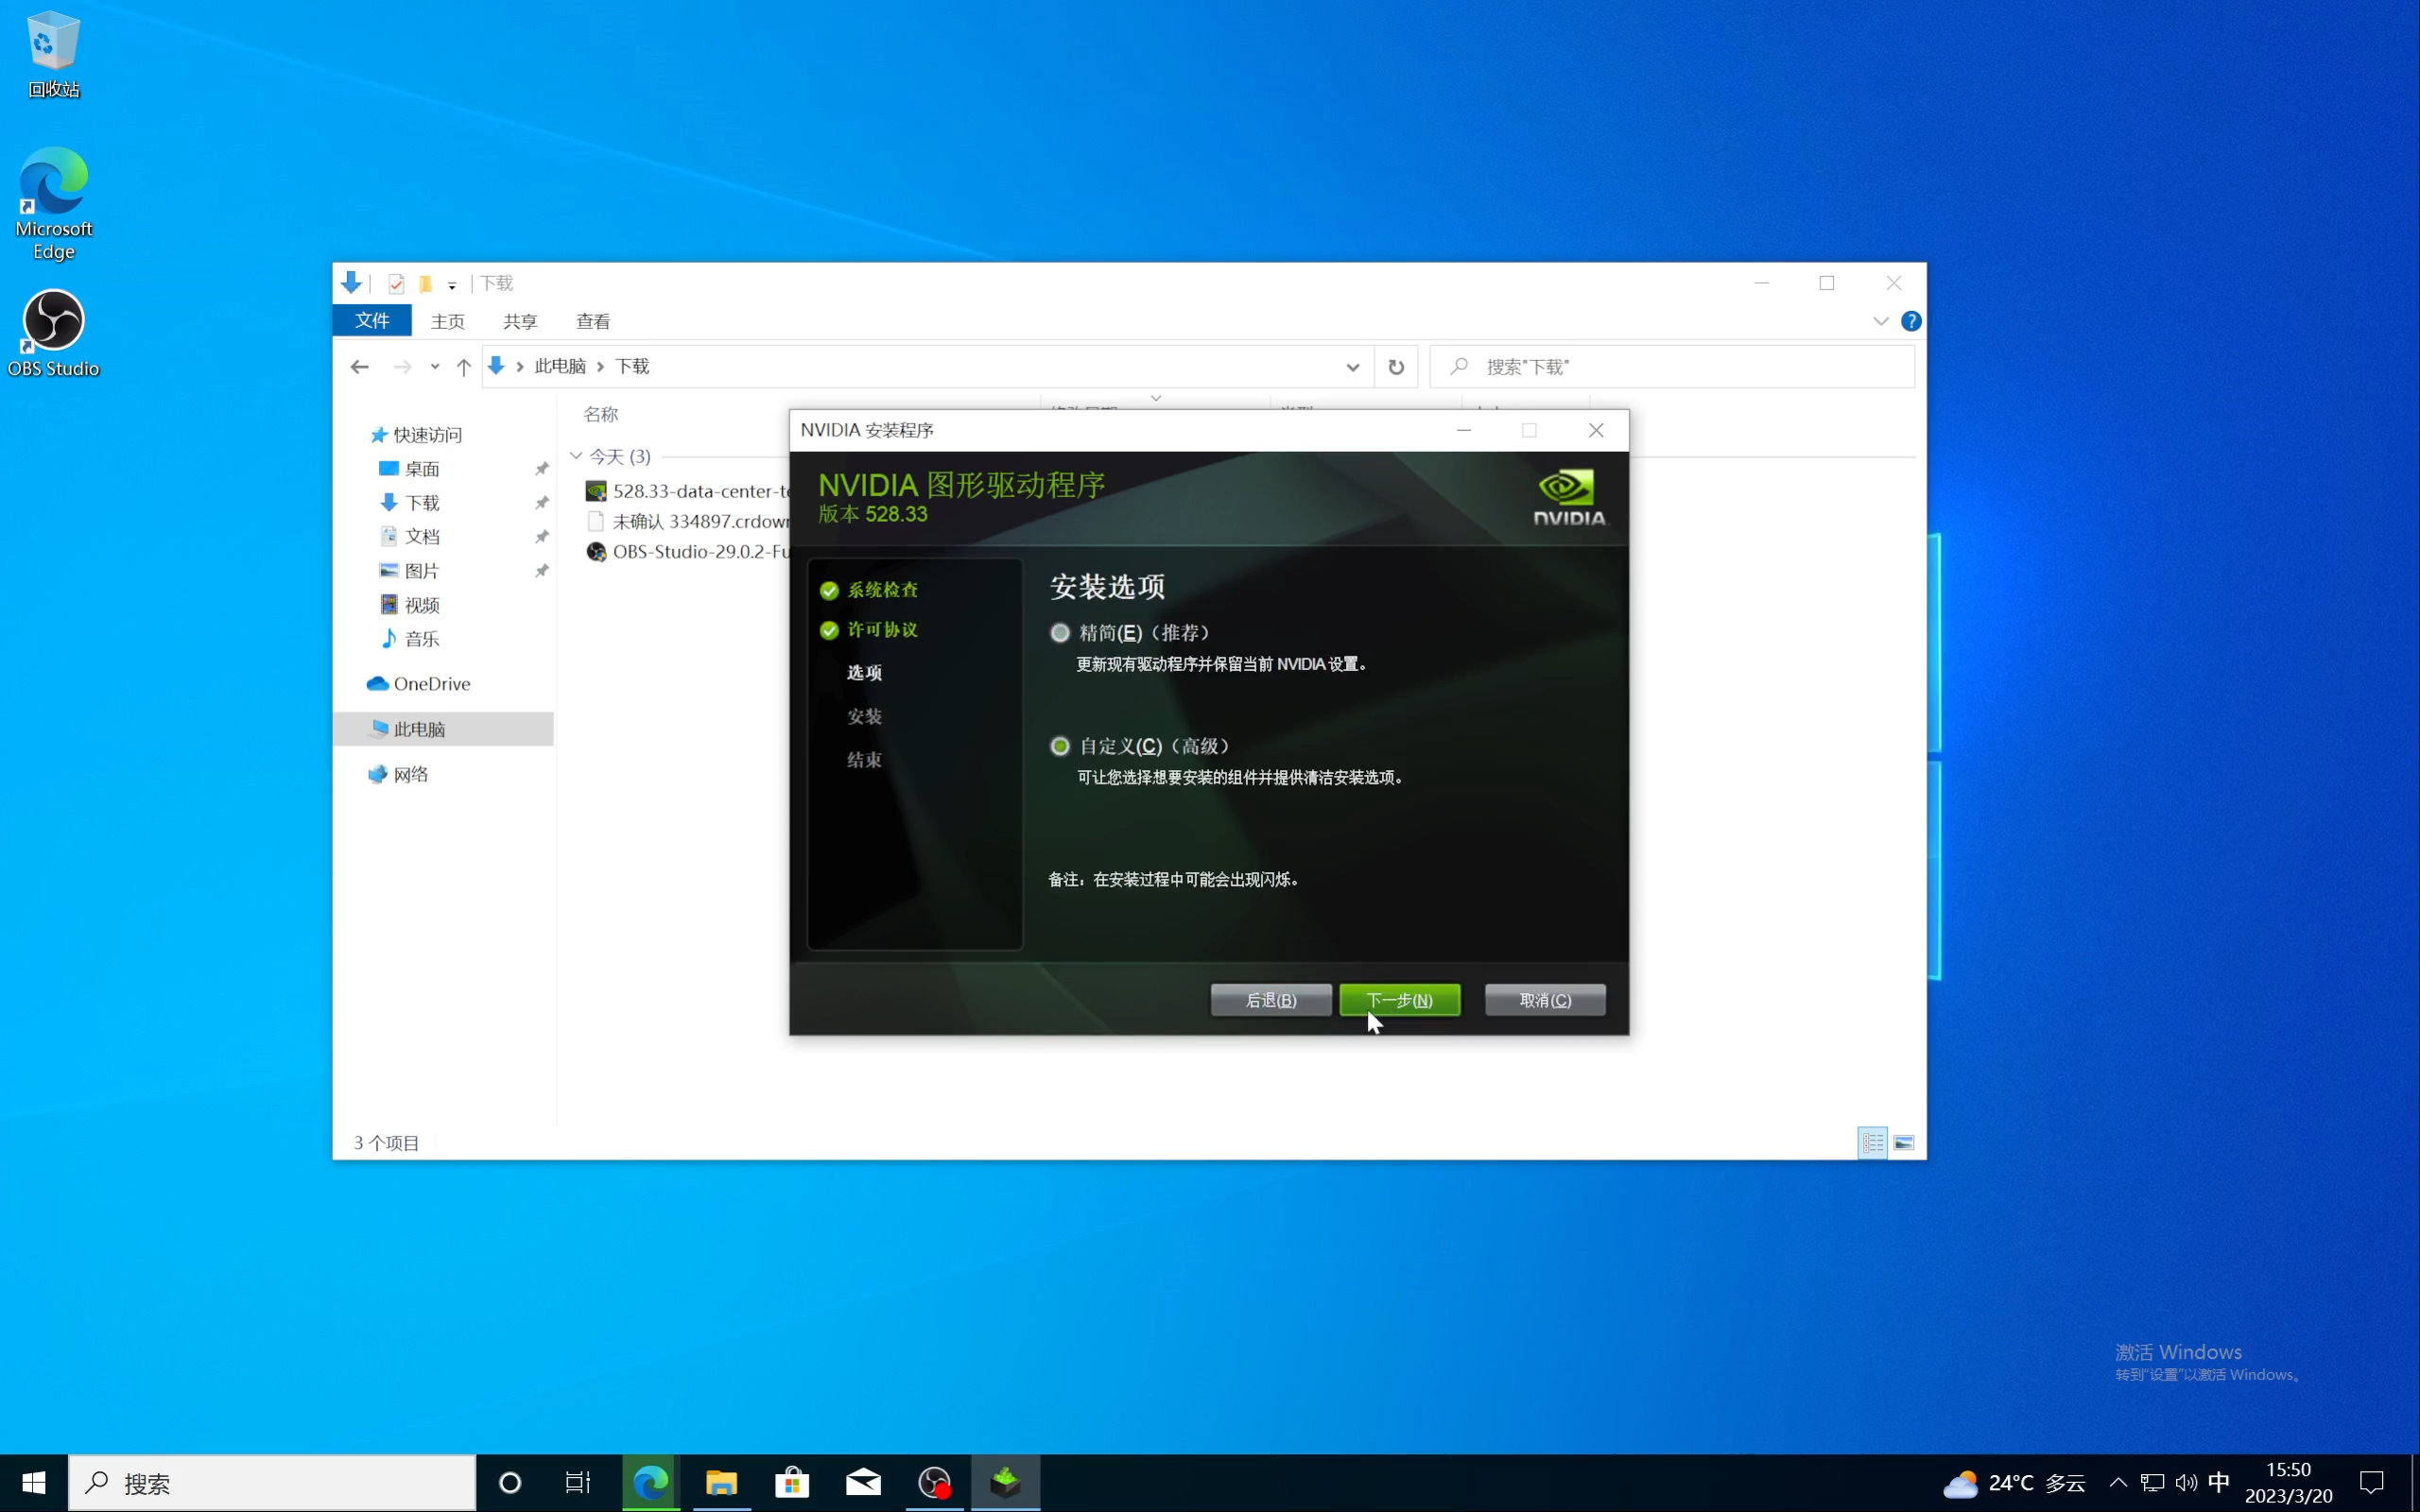 回收站
Microsoft
Edge
OBS Studio
下载
文件
主页
共享
查看
此电脑
下载
搜索"下载"
名称
快速访问
桌面
下载
文档
图片
视频
音乐
OneDrive
此电脑
网络
今天 (3)
528.33-data-center-te
未确认 334897.crdown
OBS-Studio-29.0.2-Fu
3 个项目
NVIDIA 安装程序
NVIDIA 图形驱动程序
版本 528.33
NVIDIA.
系统检查
许可协议
选项
安装
结束
安装选项
精简(E)（推荐）
更新现有驱动程序并保留当前 NVIDIA 设置。
自定义(C)（高级）
可让您选择想要安装的组件并提供清洁安装选项。
备注：在安装过程中可能会出现闪烁。
后退(B)
下一步(N)
取消(C)
激活 Windows
转到"设置"以激活 Windows。
搜索
24°C 多云
中
15:50
2023/3/20